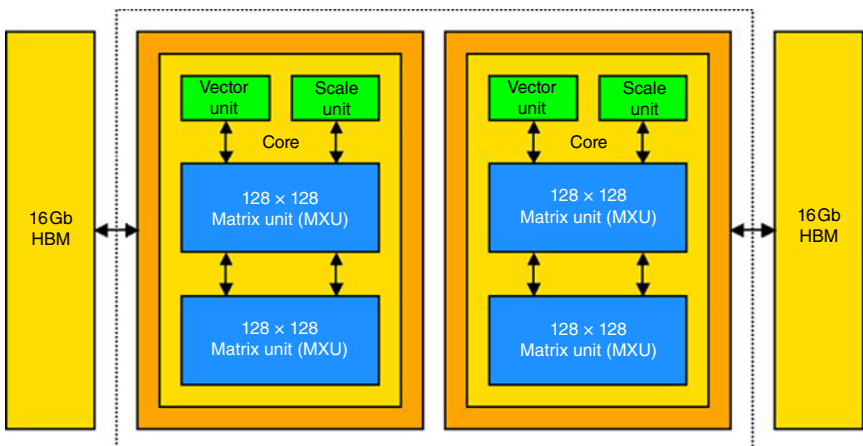 16Gb
HBM
Vector
unit
Scale
unit
Core
128 × 128
Matrix unit (MXU)
128 × 128
Matrix unit (MXU)
Vector
unit
Scale
unit
Core
128 × 128
Matrix unit (MXU)
128 × 128
Matrix unit (MXU)
16Gb
HBM